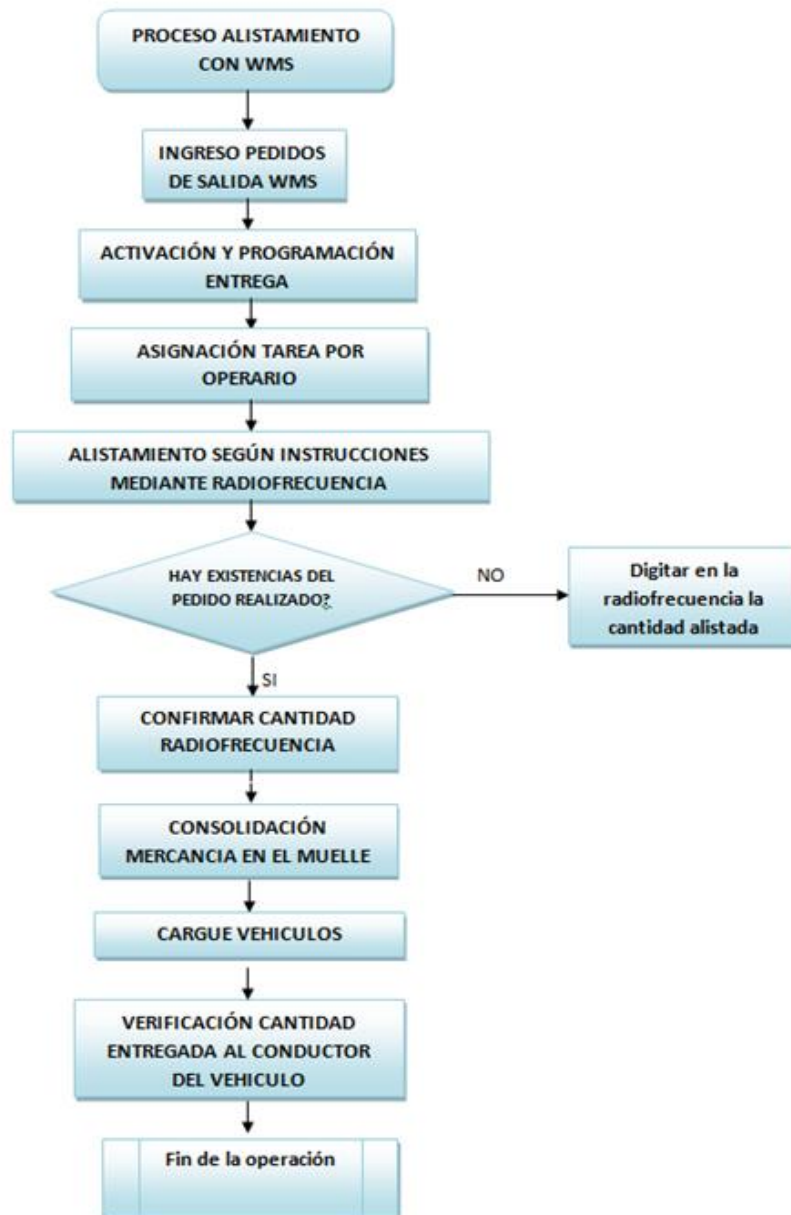 PROCESO ALISTAMIENTO
CON WMS
INGRESO PEDIDOS
DE SALIDA WMS
ACTIVACIÓN Y PROGRAMACIÓN
ENTREGA
ASIGNACIÓN TAREA POR
OPERARIO
ALISTAMIENTO SEGÚN INSTRUCCIONES
MEDIANTE RADIOFRECUENCIA
HAY EXISTENCIAS DEL
PEDIDO REALIZADO?
NO
Digitar en la
radiofrecuencia la
cantidad alistada
SI
CONFIRMAR CANTIDAD
RADIOFRECUENCIA
CONSOLIDACIÓN
MERCANCIA EN EL MUELLE
CARGUE VEHICULOS
VERIFICACIÓN CANTIDAD
ENTREGADA AL CONDUCTOR
DEL VEHICULO
Fin de la operación